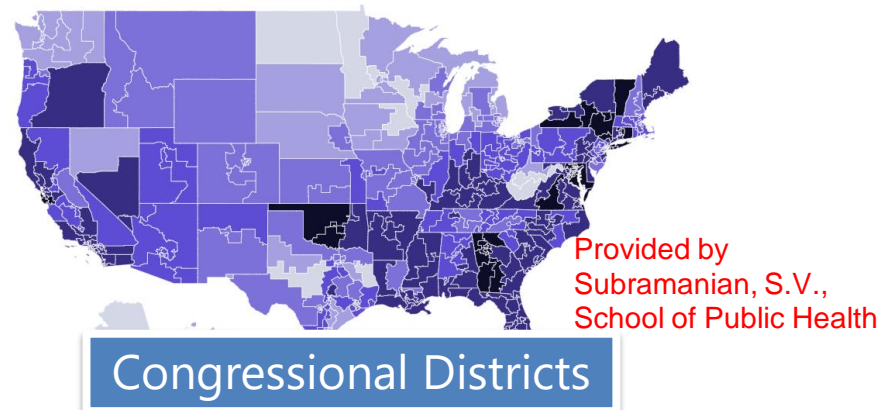 Provided by
Subramanian, S.V.,
School of Public Health
Congressional Districts